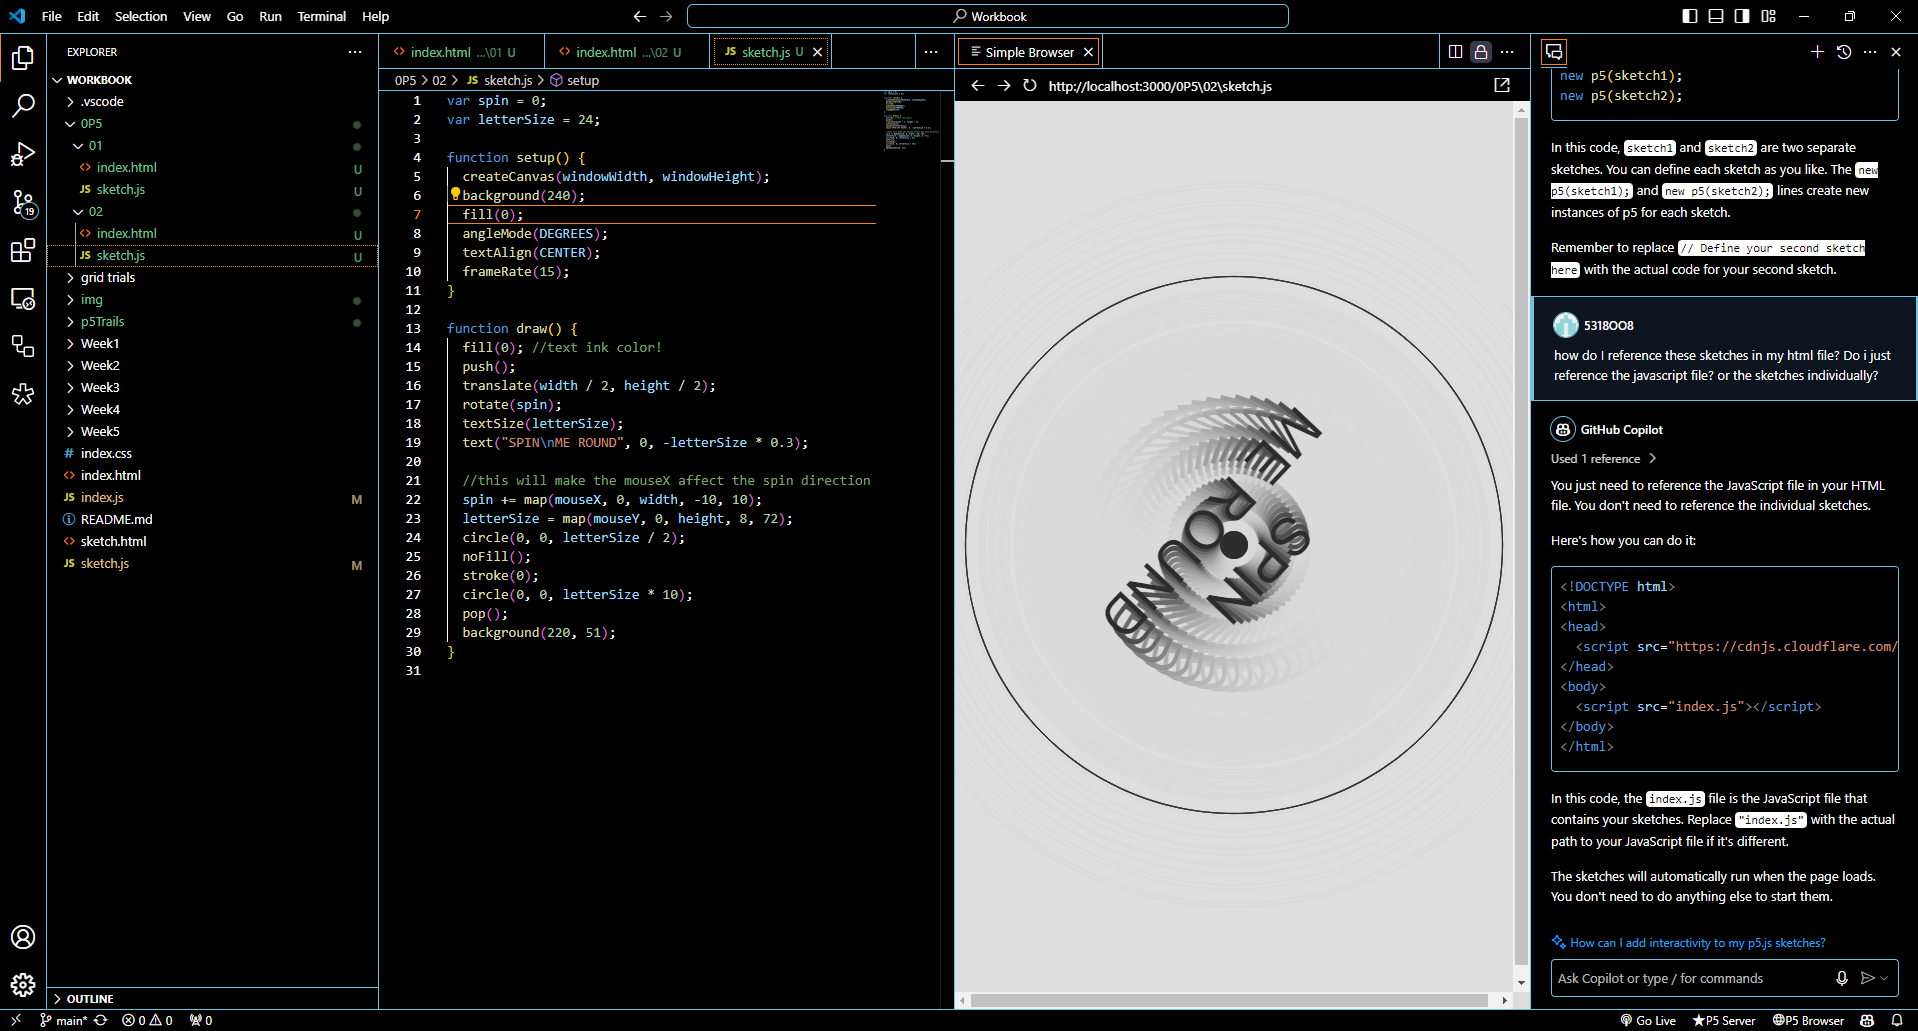 File Edit Selection View Go Run Terminal Help
Workbook
EXPLORER
WORKBOOK
.vscode
0P5
01
index.html U
JS sketch.js U
02
index.html U
JS sketch.js U
grid trials
img
p5Trails
Week1
Week2
Week3
Week4
Week5
# index.css
index.html
JS index.js M
README.md
sketch.html
JS sketch.js M
OUTLINE
19
index.html ...\01 U
index.html ...\02 U
JS sketch.js U
0P5 > 02 > JS sketch.js > setup
1 var spin = 0;
2 var letterSize = 24;
3
4 function setup() {
5 createCanvas(windowWidth, windowHeight);
6 background(240);
7 fill(0);
8 angleMode(DEGREES);
9 textAlign(CENTER);
10 frameRate(15);
11 }
12
13 function draw() {
14 fill(0); //text ink color!
15 push();
16 translate(width / 2, height / 2);
17 rotate(spin);
18 textSize(letterSize);
19 text("SPIN\nME ROUND", 0, -letterSize * 0.3);
20
21 //this will make the mouseX affect the spin direction
22 spin += map(mouseX, 0, width, -10, 10);
23 letterSize = map(mouseY, 0, height, 8, 72);
24 circle(0, 0, letterSize / 2);
25 noFill();
26 stroke(0);
27 circle(0, 0, letterSize * 10);
28 pop();
29 background(220, 51);
30 }
31
Simple Browser
http://localhost:3000/0P5\02\sketch.js
SPIN
ME ROUND
new p5(sketch1);
new p5(sketch2);
In this code, sketch1 and sketch2 are two separate
sketches. You can define each sketch as you like. The new
p5(sketch1); and new p5(sketch2); lines create new
instances of p5 for each sketch.
Remember to replace // Define your second sketch
here with the actual code for your second sketch.
5318OO8
how do I reference these sketches in my html file? Do i just
reference the javascript file? or the sketches individually?
GitHub Copilot
Used 1 reference
You just need to reference the JavaScript file in your HTML
file. You don't need to reference the individual sketches.
Here's how you can do it:
<!DOCTYPE html>
<html>
<head>
<script src="https://cdnjs.cloudflare.com/
</head>
<body>
<script src="index.js"></script>
</body>
</html>
In this code, the index.js file is the JavaScript file that
contains your sketches. Replace "index.js" with the actual
path to your JavaScript file if it's different.
The sketches will automatically run when the page loads.
You don't need to do anything else to start them.
How can I add interactivity to my p5.js sketches?
Ask Copilot or type / for commands
main* 0 0 0
Go Live P5 Server P5 Browser